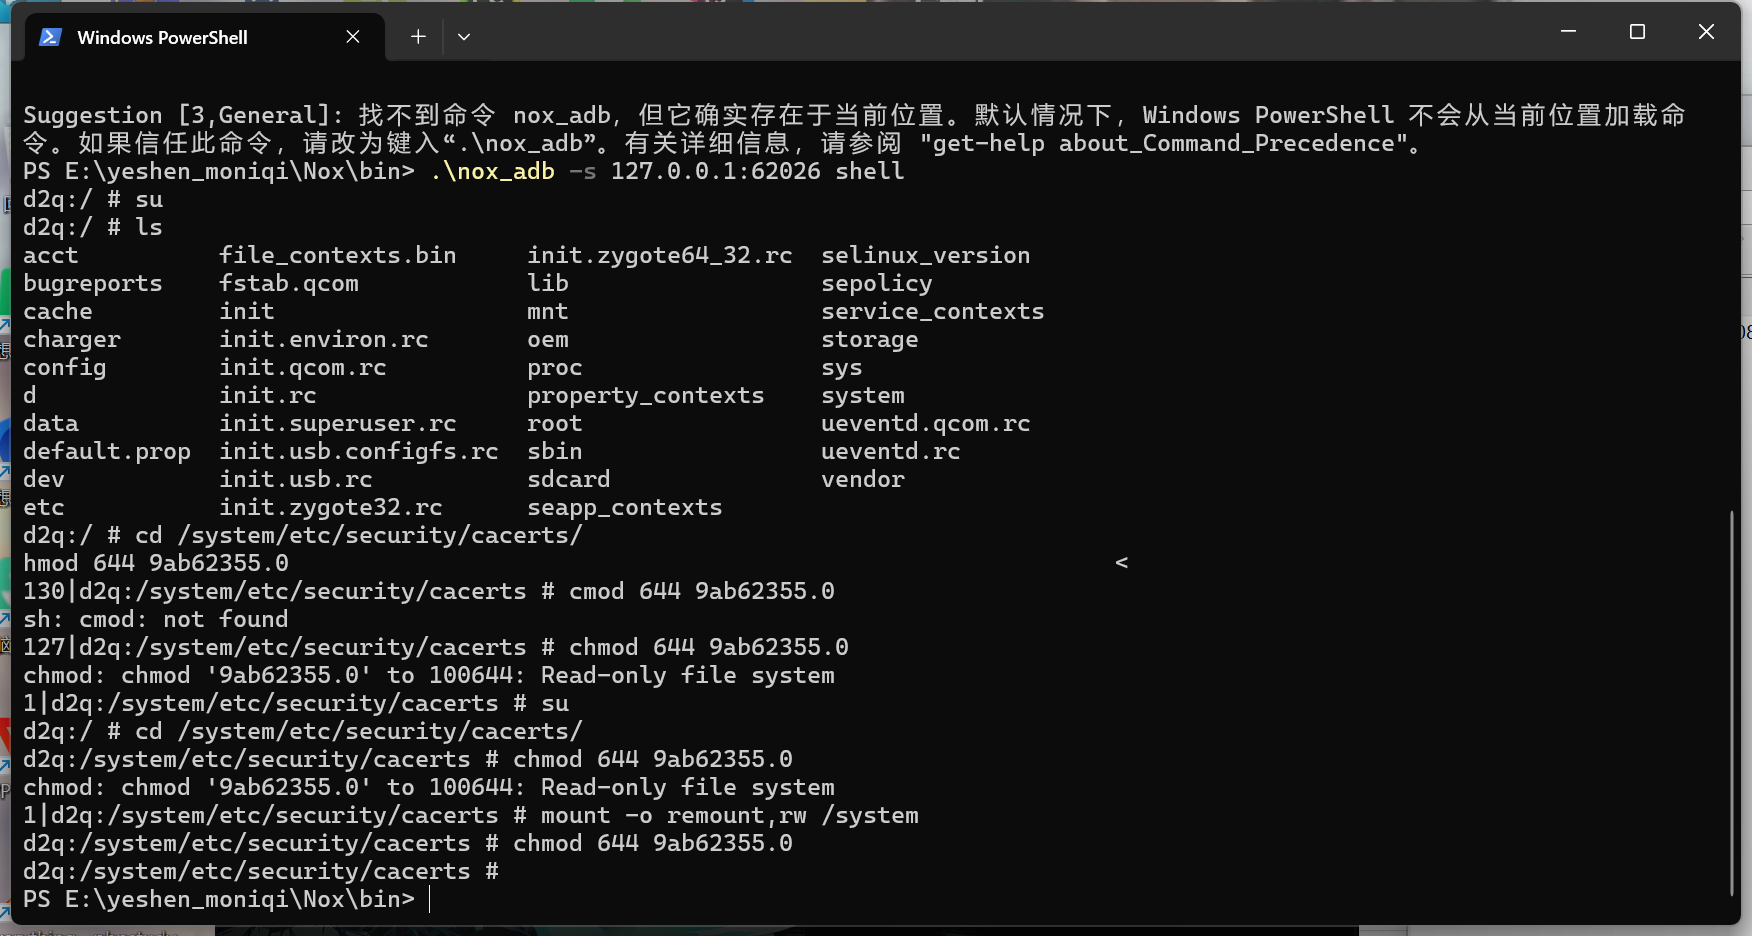 Windows PowerShell
Suggestion [3,General]: 找不到命令 nox_adb，但它确实存在于当前位置。默认情况下，Windows PowerShell 不会从当前位置加载命
令。如果信任此命令，请改为键入“.\nox_adb”。有关详细信息，请参阅 "get-help about_Command_Precedence"。
PS E:\yeshen_moniqi\Nox\bin> .\nox_adb -s 127.0.0.1:62026 shell
d2q:/ # su
d2q:/ # ls
acct          file_contexts.bin     init.zygote64_32.rc  selinux_version
bugreports    fstab.qcom            lib                  sepolicy
cache         init                  mnt                  service_contexts
charger       init.environ.rc       oem                  storage
config        init.qcom.rc          proc                 sys
d             init.rc               property_contexts    system
data          init.superuser.rc     root                 ueventd.qcom.rc
default.prop  init.usb.configfs.rc  sbin                 ueventd.rc
dev           init.usb.rc           sdcard               vendor
etc           init.zygote32.rc      seapp_contexts
d2q:/ # cd /system/etc/security/cacerts/
hmod 644 9ab62355.0                                                           <
130|d2q:/system/etc/security/cacerts # cmod 644 9ab62355.0
sh: cmod: not found
127|d2q:/system/etc/security/cacerts # chmod 644 9ab62355.0
chmod: chmod '9ab62355.0' to 100644: Read-only file system
1|d2q:/system/etc/security/cacerts # su
d2q:/ # cd /system/etc/security/cacerts/
d2q:/system/etc/security/cacerts # chmod 644 9ab62355.0
chmod: chmod '9ab62355.0' to 100644: Read-only file system
1|d2q:/system/etc/security/cacerts # mount -o remount,rw /system
d2q:/system/etc/security/cacerts # chmod 644 9ab62355.0
d2q:/system/etc/security/cacerts #
PS E:\yeshen_moniqi\Nox\bin>